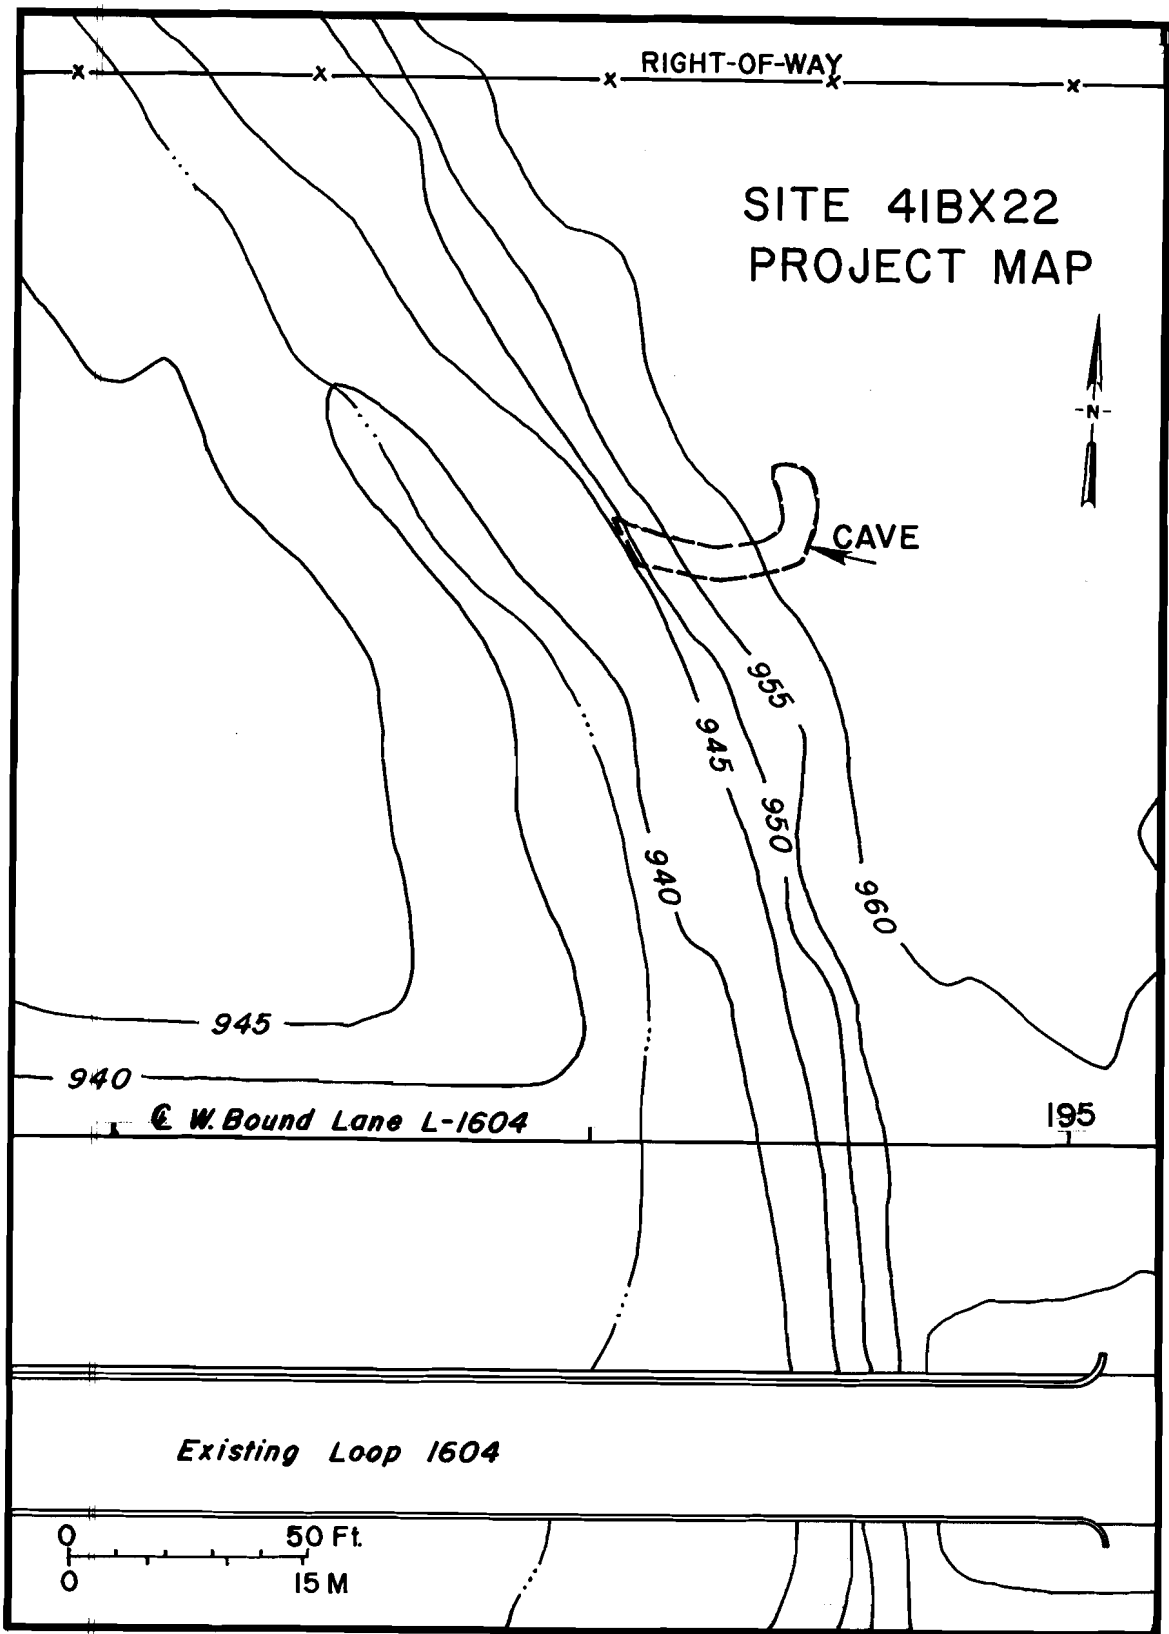 RIGHT-OF-WAY
SITE 41BX22
PROJECT MAP
-N-
CAVE
955
945
950
940
960
945
940
℄ W. Bound Lane L-1604
195
Existing Loop 1604
0 50 Ft.
0 15 M